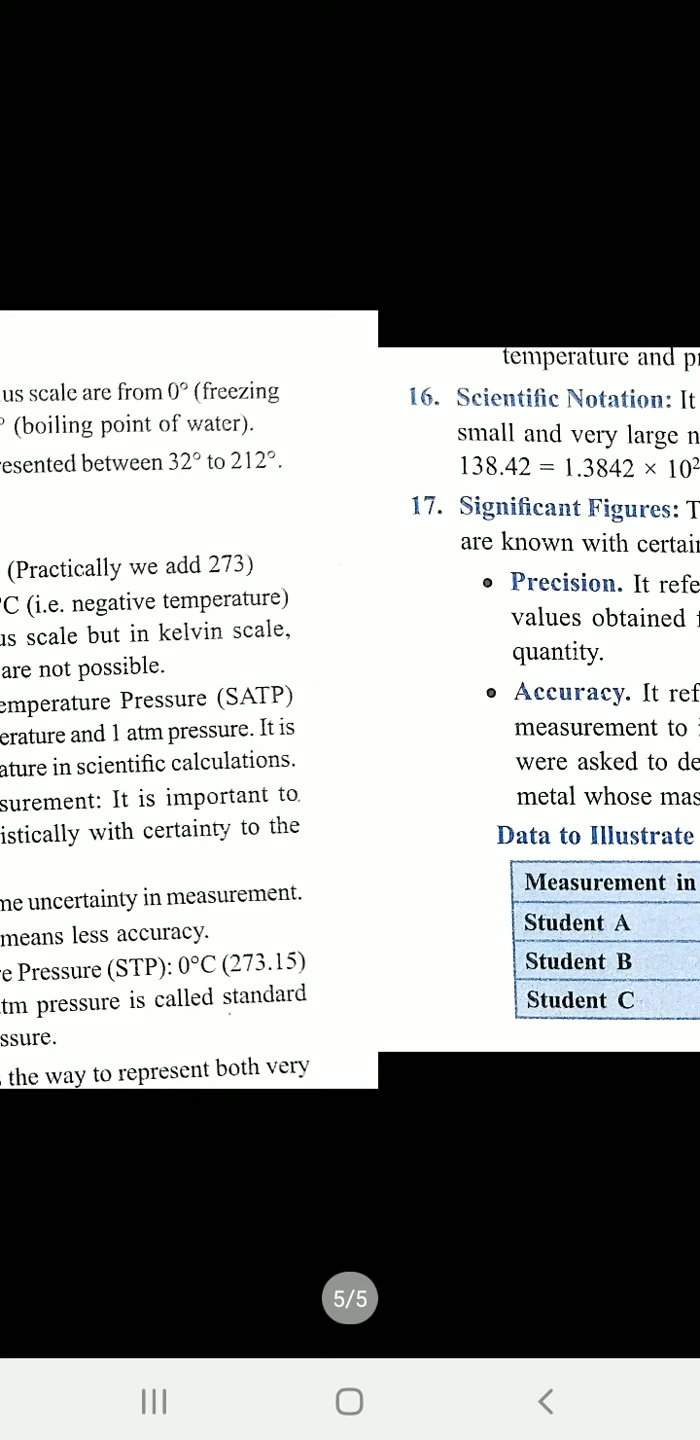 us scale are from 0° (freezing
° (boiling point of water).
esented between 32° to 212°.
(Practically we add 273)
°C (i.e. negative temperature)
us scale but in kelvin scale,
are not possible.
emperature Pressure (SATP)
erature and 1 atm pressure. It is
ature in scientific calculations.
surement: It is important to
istically with certainty to the
me uncertainty in measurement.
means less accuracy.
e Pressure (STP): 0°C (273.15)
tm pressure is called standard
ssure.
the way to represent both very
temperature and p
16. Scientific Notation: It
small and very large n
138.42 = 1.3842 × 10²
17. Significant Figures: T
are known with certain
• Precision. It refe
values obtained f
quantity.
• Accuracy. It ref
measurement to
were asked to de
metal whose mas
Data to Illustrate
Measurement in
Student A
Student B
Student C
5/5